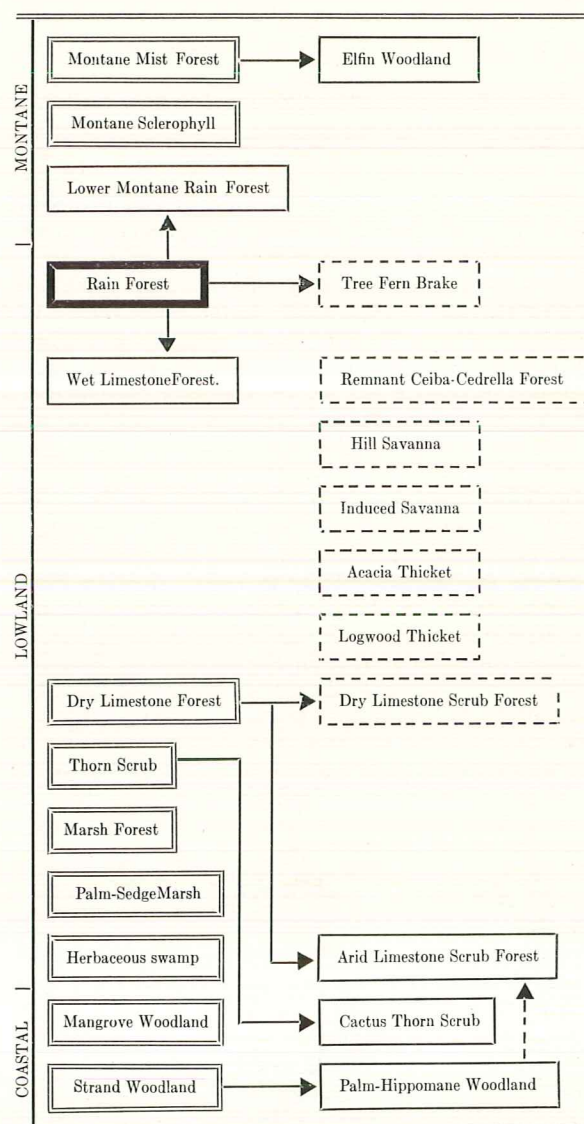 MONTANE
Montane Mist Forest
Elfin Woodland
Montane Sclerophyll
Lower Montane Rain Forest
LOWLAND
Rain Forest
Tree Fern Brake
Wet LimestoneForest.
Remnant Ceiba-Cedrella Forest
Hill Savanna
Induced Savanna
Acacia Thicket
Logwood Thicket
Dry Limestone Forest
Dry Limestone Scrub Forest
Thorn Scrub
Marsh Forest
Palm-SedgeMarsh
Herbaceous swamp
Arid Limestone Scrub Forest
COASTAL
Mangrove Woodland
Cactus Thorn Scrub
Strand Woodland
Palm-Hippomane Woodland